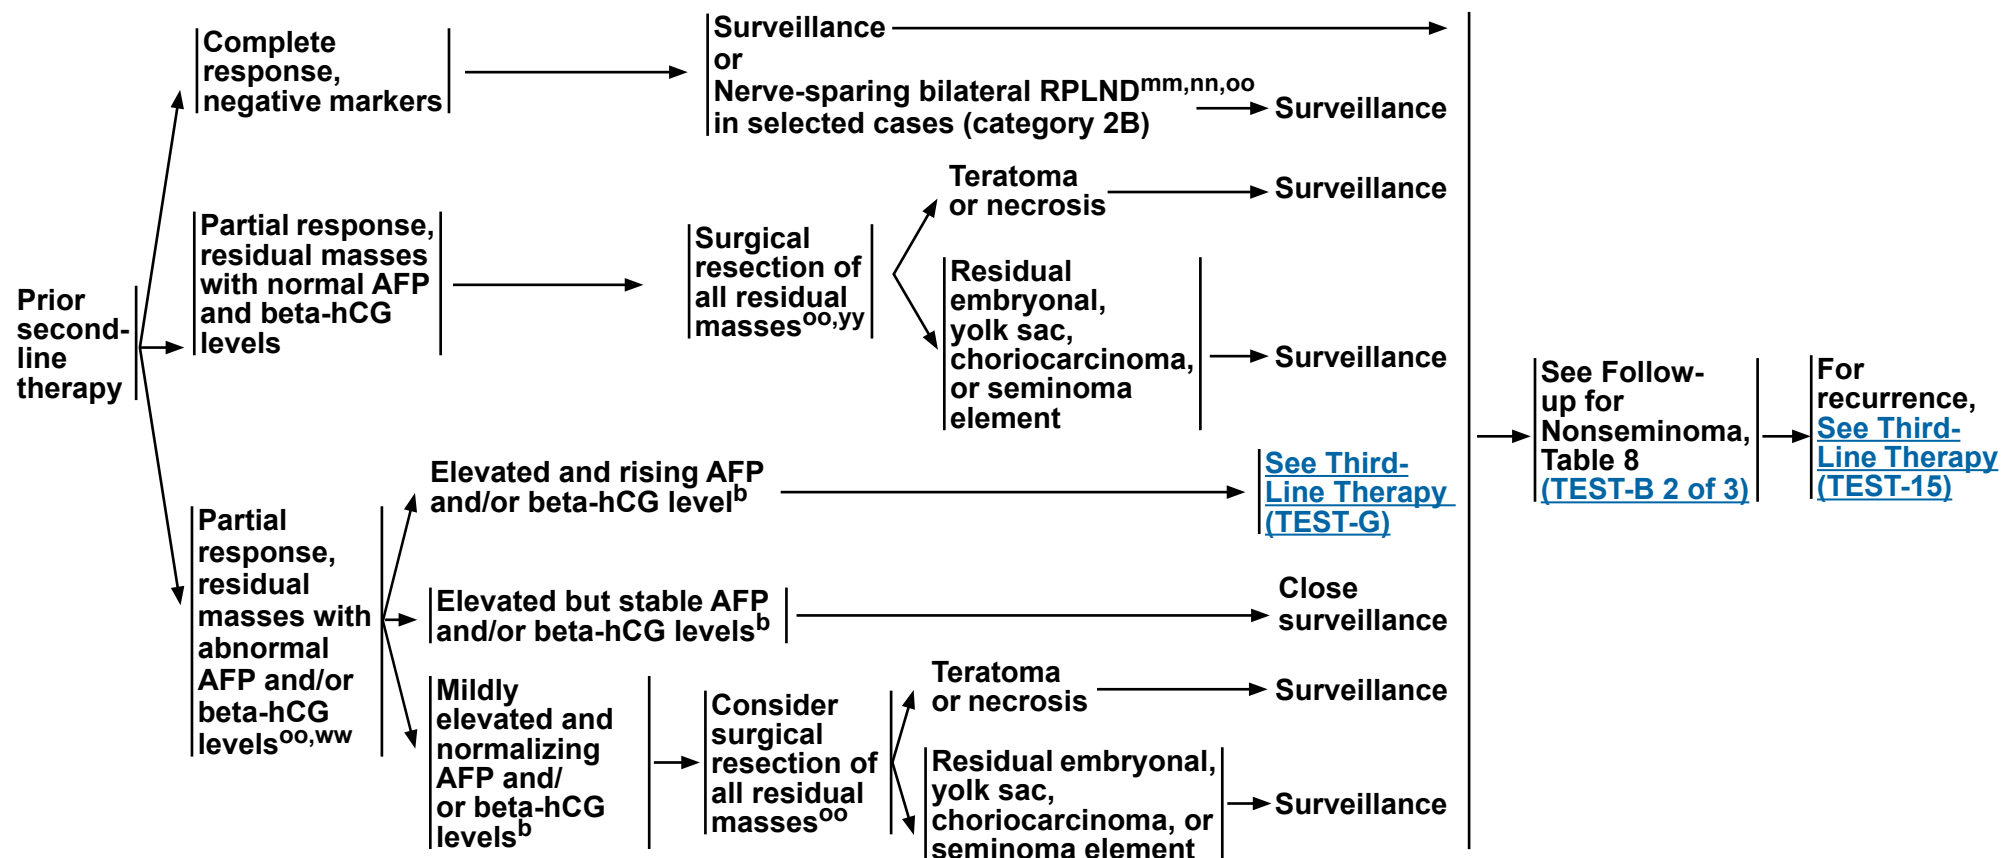 Prior
second-
line
therapy
Complete
response,
negative markers
Surveillance
or
Nerve-sparing bilateral RPLNDmm,nn,oo
in selected cases (category 2B)
Surveillance
Partial response,
residual masses
with normal AFP
and beta-hCG
levels
Surgical
resection of
all residual
massesoo,yy
Teratoma
or necrosis
Surveillance
Residual
embryonal,
yolk sac,
choriocarcinoma,
or seminoma
element
Surveillance
Partial
response,
residual
masses with
abnormal
AFP and/or
beta-hCG
levelsoo,ww
Elevated and rising AFP
and/or beta-hCG levelb
See Third-
Line Therapy
(TEST-G)
Elevated but stable AFP
and/or beta-hCG levelsb
Close
surveillance
Mildly
elevated and
normalizing
AFP and/
or beta-hCG
levelsb
Consider
surgical
resection of
all residual
massesoo
Teratoma
or necrosis
Surveillance
Residual embryonal,
yolk sac,
choriocarcinoma, or
seminoma element
Surveillance
See Follow-
up for
Nonseminoma,
Table 8
(TEST-B 2 of 3)
For
recurrence,
See Third-
Line Therapy
(TEST-15)